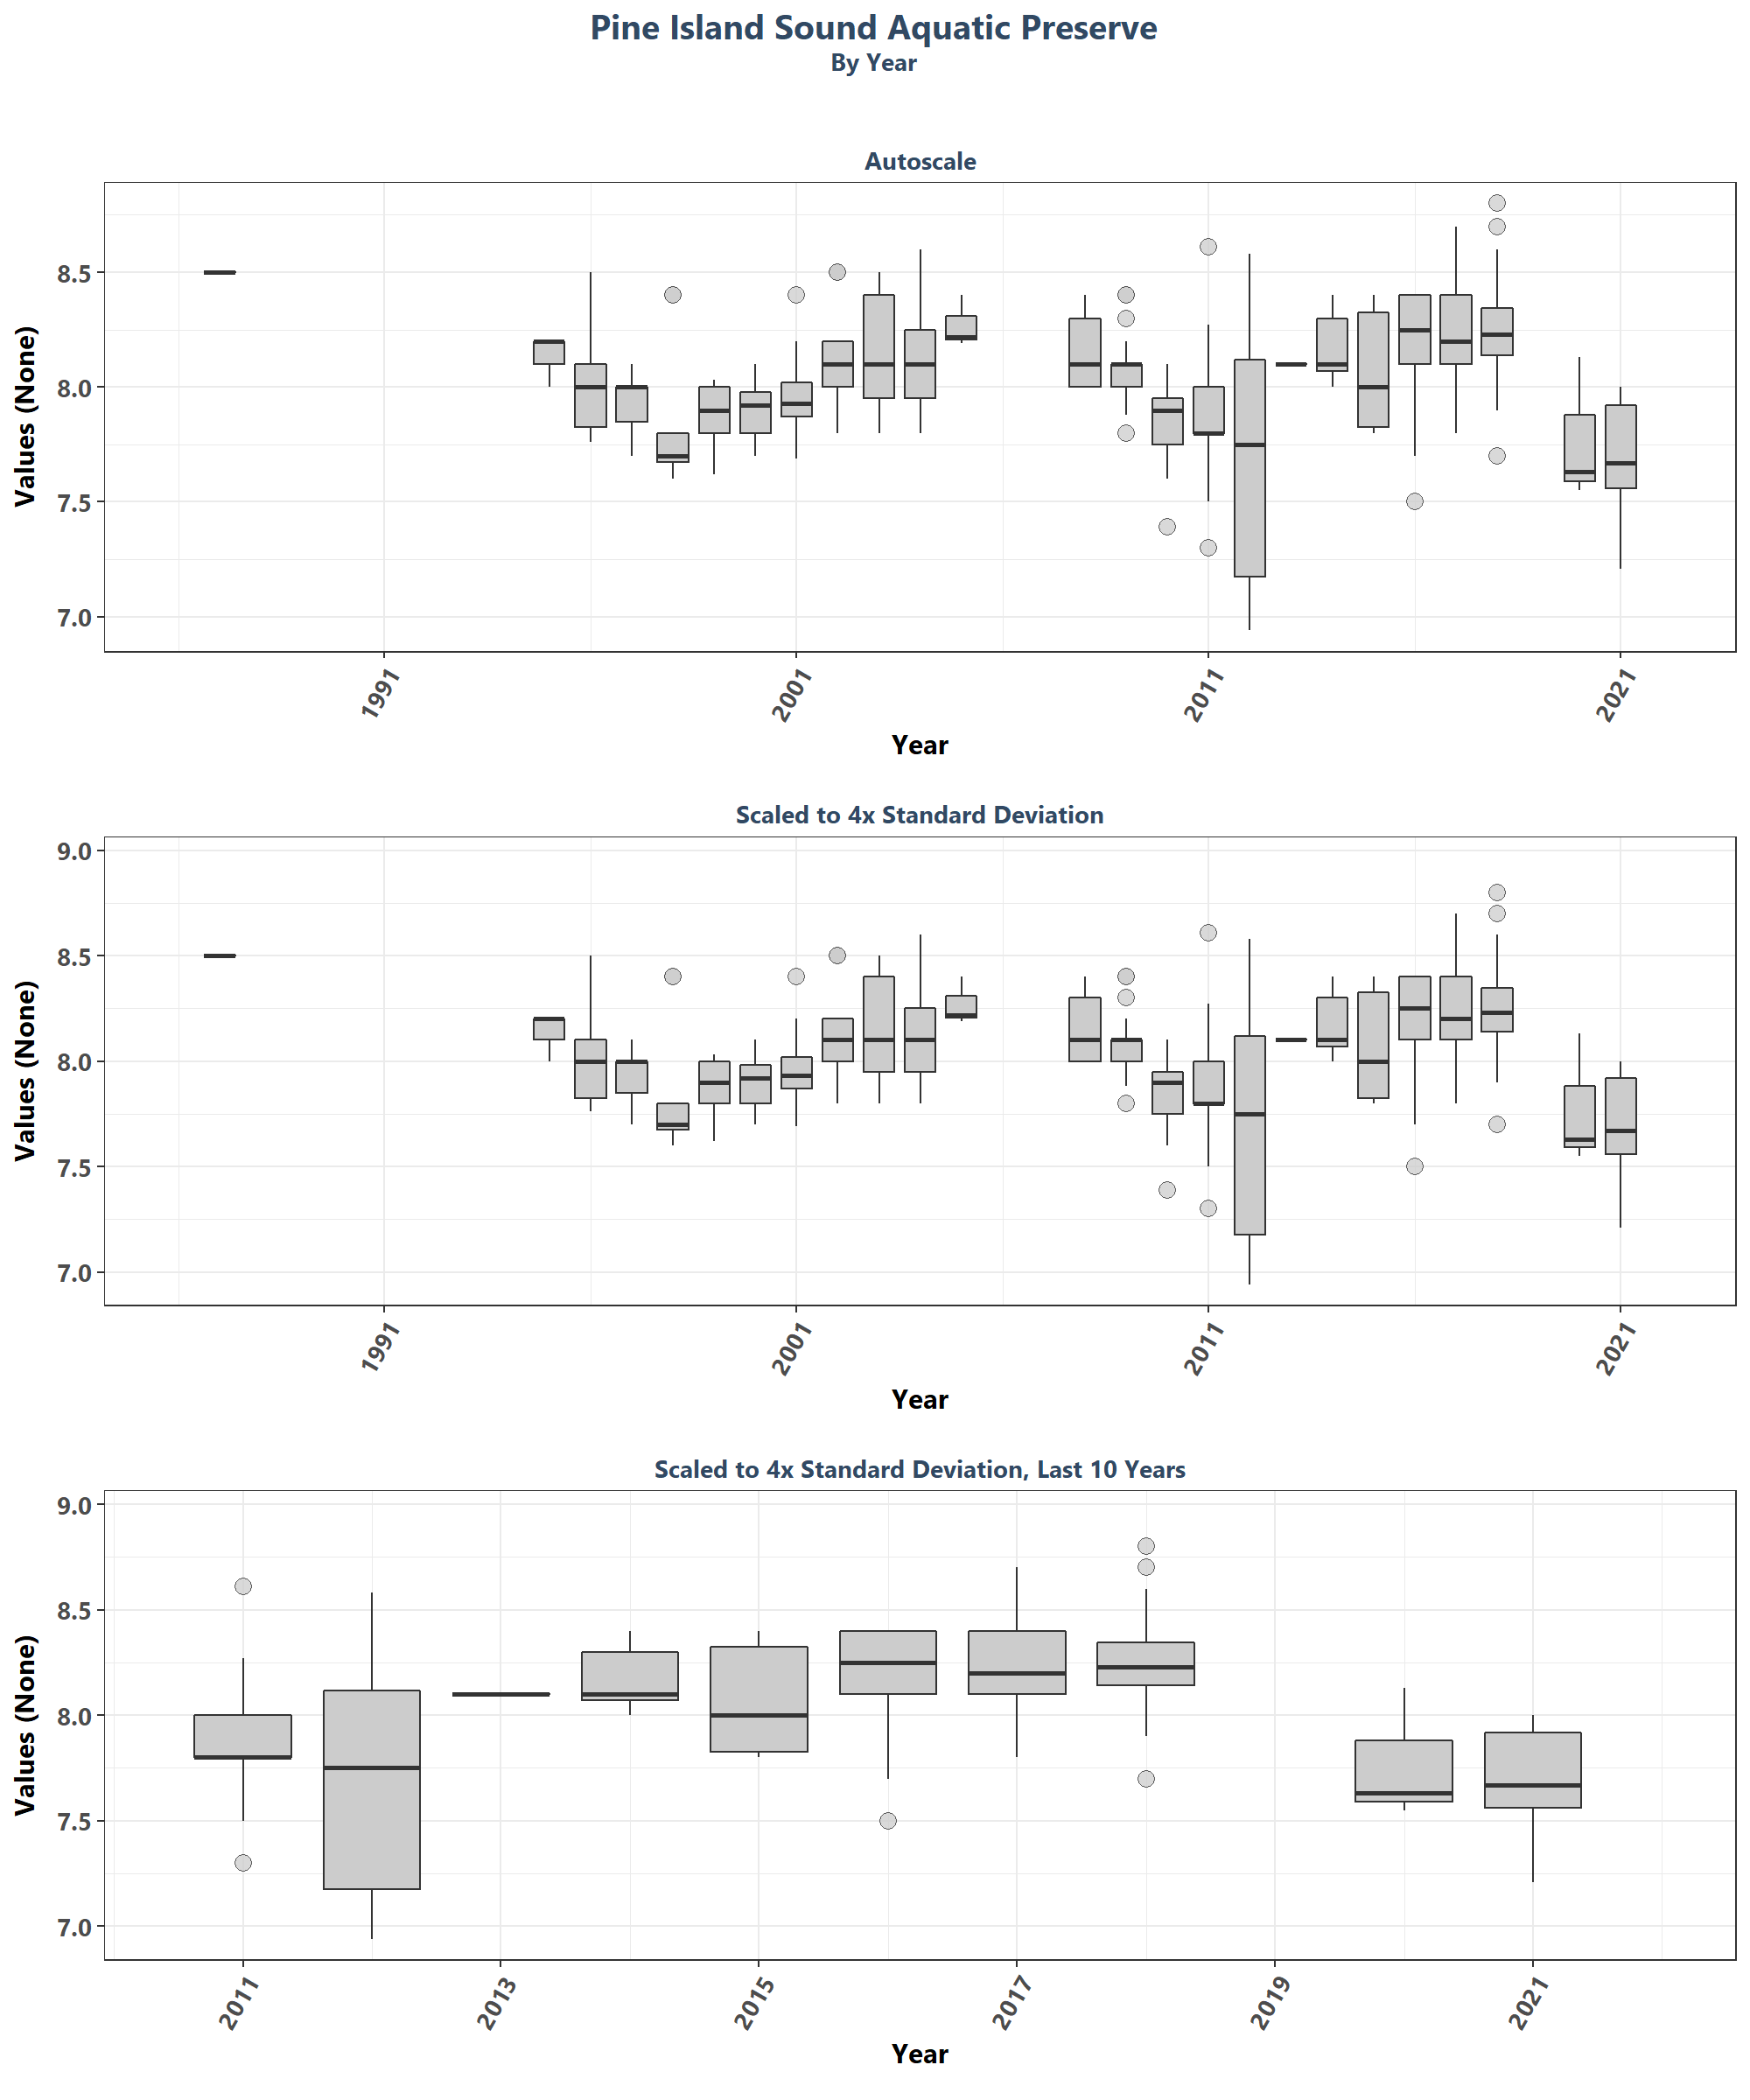 Pine Island Sound Aquatic Preserve
By Year
Autoscale
Values (None)
8.5
8.0
7.5
7.0
1991
2001
2011
2021
Year
Scaled to 4x Standard Deviation
Values (None)
9.0
8.5
8.0
7.5
7.0
1991
2001
2011
2021
Year
Scaled to 4x Standard Deviation, Last 10 Years
Values (None)
9.0
8.5
8.0
7.5
7.0
2011
2013
2015
2017
2019
2021
Year